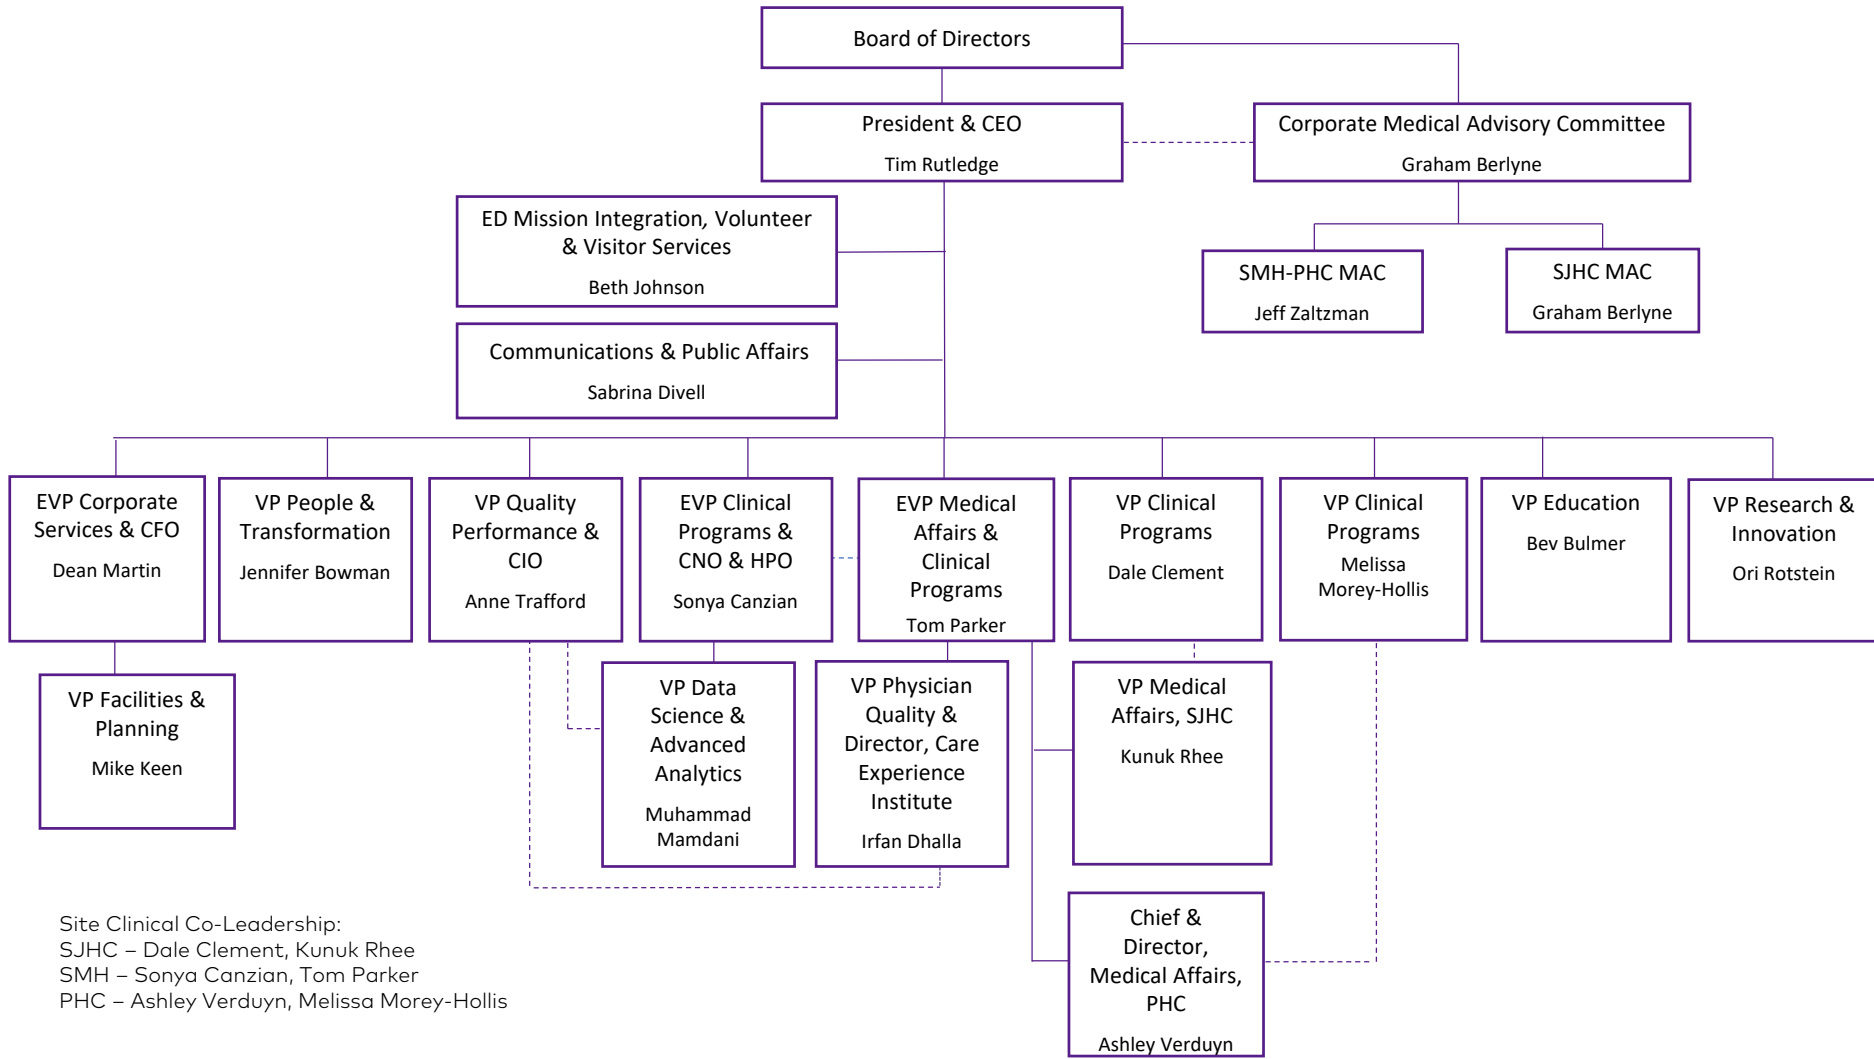 Board of Directors
President & CEO
Tim Rutledge
Corporate Medical Advisory Committee
Graham Berlyne
ED Mission Integration, Volunteer
& Visitor Services
Beth Johnson
SMH-PHC MAC
Jeff Zaltzman
SJHC MAC
Graham Berlyne
Communications & Public Affairs
Sabrina Divell
EVP Corporate
Services & CFO
Dean Martin
VP People &
Transformation
Jennifer Bowman
VP Quality
Performance &
CIO
Anne Trafford
EVP Clinical
Programs &
CNO & HPO
Sonya Canzian
EVP Medical
Affairs &
Clinical
Programs
Tom Parker
VP Clinical
Programs
Dale Clement
VP Clinical
Programs
Melissa
Morey-Hollis
VP Education
Bev Bulmer
VP Research &
Innovation
Ori Rotstein
VP Facilities &
Planning
Mike Keen
VP Data
Science &
Advanced
Analytics
Muhammad
Mamdani
VP Physician
Quality &
Director, Care
Experience
Institute
Irfan Dhalla
VP Medical
Affairs, SJHC
Kunuk Rhee
Chief &
Director,
Medical Affairs,
PHC
Ashley Verduyn
Site Clinical Co-Leadership:
SJHC – Dale Clement, Kunuk Rhee
SMH – Sonya Canzian, Tom Parker
PHC – Ashley Verduyn, Melissa Morey-Hollis